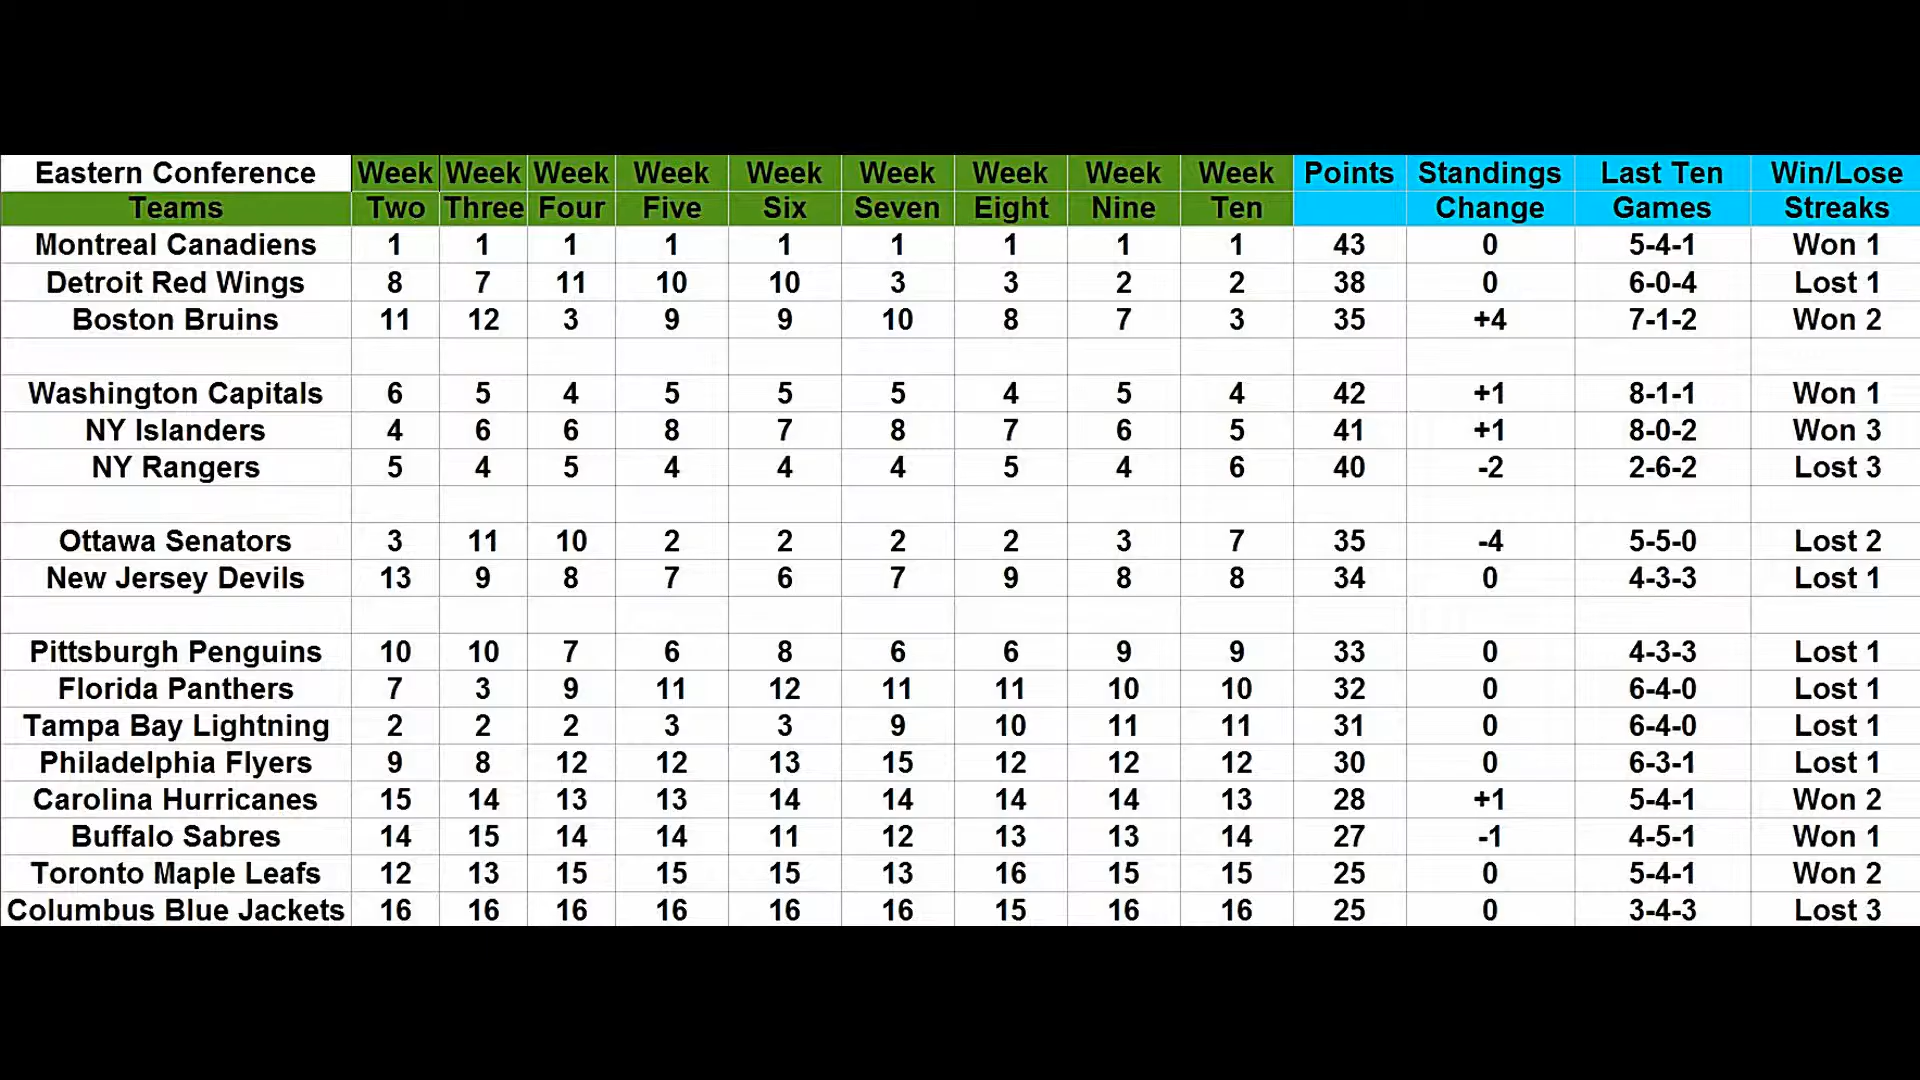 Eastern Conference Week Week Week Week Week Week Week Week Week Points Standings Last Ten Win/Lose
Teams Two Three Four Five Six Seven Eight Nine Ten Change Games Streaks
Montreal Canadiens 1 1 1 1 1 1 1 1 1 43 0 5-4-1 Won 1
Detroit Red Wings 8 7 11 10 10 3 3 2 2 38 0 6-0-4 Lost 1
Boston Bruins 11 12 3 9 9 10 8 7 3 35 +4 7-1-2 Won 2
Washington Capitals 6 5 4 5 5 5 4 5 4 42 +1 8-1-1 Won 1
NY Islanders 4 6 6 8 7 8 7 6 5 41 +1 8-0-2 Won 3
NY Rangers 5 4 5 4 4 4 5 4 6 40 -2 2-6-2 Lost 3
Ottawa Senators 3 11 10 2 2 2 2 3 7 35 -4 5-5-0 Lost 2
New Jersey Devils 13 9 8 7 6 7 9 8 8 34 0 4-3-3 Lost 1
Pittsburgh Penguins 10 10 7 6 8 6 6 9 9 33 0 4-3-3 Lost 1
Florida Panthers 7 3 9 11 12 11 11 10 10 32 0 6-4-0 Lost 1
Tampa Bay Lightning 2 2 2 3 3 9 10 11 11 31 0 6-4-0 Lost 1
Philadelphia Flyers 9 8 12 12 13 15 12 12 12 30 0 6-3-1 Lost 1
Carolina Hurricanes 15 14 13 13 14 14 14 14 13 28 +1 5-4-1 Won 2
Buffalo Sabres 14 15 14 14 11 12 13 13 14 27 -1 4-5-1 Won 1
Toronto Maple Leafs 12 13 15 15 15 13 16 15 15 25 0 5-4-1 Won 2
Columbus Blue Jackets 16 16 16 16 16 16 15 16 16 25 0 3-4-3 Lost 3